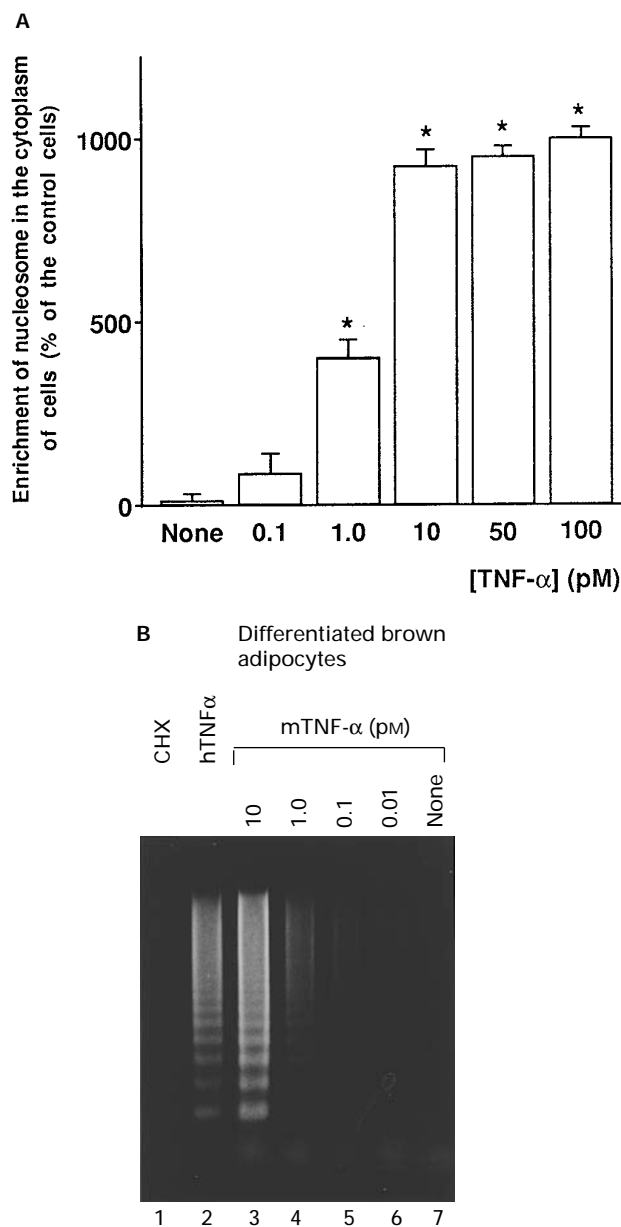 A
Enrichment of nucleosome in the cytoplasm
of cells (% of the control cells)
1000
500
0
*
*
*
*
None 0.1 1.0 10 50 100
[TNF-α] (pM)
B
Differentiated brown
adipocytes
CHX
hTNFα
mTNF-α (pM)
10
1.0
0.1
0.01
None
1 2 3 4 5 6 7